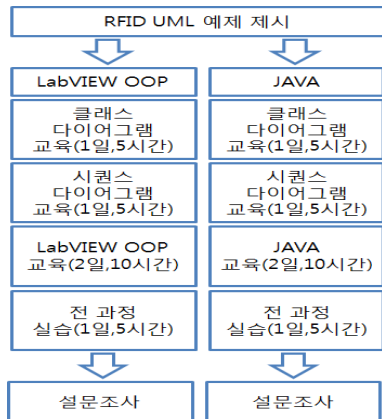 RFID UML 예제 제시
LabVIEW OOP
클래스
다이어그램
교육(1일,5시간)
시퀀스
다이어그램
교육(1일,5시간)
LabVIEW OOP
교육(2일,10시간)
전 과정
실습(1일,5시간)
설문조사
JAVA
클래스
다이어그램
교육(1일,5시간)
시퀀스
다이어그램
교육(1일,5시간)
JAVA
교육(2일,10시간)
전 과정
실습(1일,5시간)
설문조사